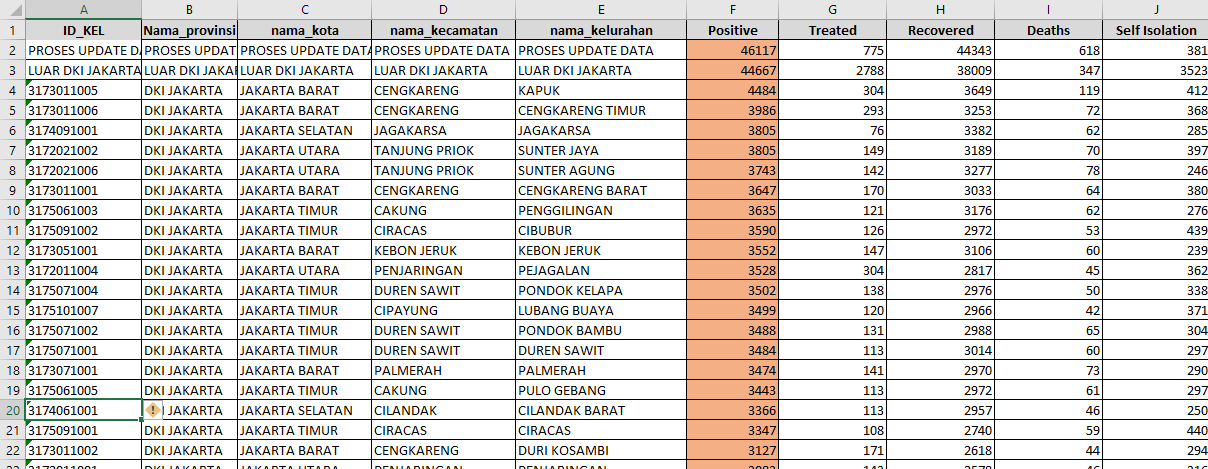 A B C D E F G H I J
1 ID_KEL Nama_provinsi nama_kota nama_kecamatan nama_kelurahan Positive Treated Recovered Deaths Self Isolation
2 PROSES UPDATE DA PROSES UPDAT PROSES UPDATE DATA PROSES UPDATE DATA PROSES UPDATE DATA 46117 775 44343 618 381
3 LUAR DKI JAKARTA LUAR DKI JAKAR LUAR DKI JAKARTA LUAR DKI JAKARTA LUAR DKI JAKARTA 44667 2788 38009 347 3523
4 3173011005 DKI JAKARTA JAKARTA BARAT CENGKARENG KAPUK 4484 304 3649 119 412
5 3173011006 DKI JAKARTA JAKARTA BARAT CENGKARENG CENGKARENG TIMUR 3986 293 3253 72 368
6 3174091001 DKI JAKARTA JAKARTA SELATAN JAGAKARSA JAGAKARSA 3805 76 3382 62 285
7 3172021002 DKI JAKARTA JAKARTA UTARA TANJUNG PRIOK SUNTER JAYA 3805 149 3189 70 397
8 3172021006 DKI JAKARTA JAKARTA UTARA TANJUNG PRIOK SUNTER AGUNG 3743 142 3277 78 246
9 3173011001 DKI JAKARTA JAKARTA BARAT CENGKARENG CENGKARENG BARAT 3647 170 3033 64 380
10 3175061003 DKI JAKARTA JAKARTA TIMUR CAKUNG PENGGILINGAN 3635 121 3176 62 276
11 3175091002 DKI JAKARTA JAKARTA TIMUR CIRACAS CIBUBUR 3590 126 2972 53 439
12 3173051001 DKI JAKARTA JAKARTA BARAT KEBON JERUK KEBON JERUK 3552 147 3106 60 239
13 3172011004 DKI JAKARTA JAKARTA UTARA PENJARINGAN PEJAGALAN 3528 304 2817 45 362
14 3175071004 DKI JAKARTA JAKARTA TIMUR DUREN SAWIT PONDOK KELAPA 3502 138 2976 50 338
15 3175101007 DKI JAKARTA JAKARTA TIMUR CIPAYUNG LUBANG BUAYA 3499 120 2966 42 371
16 3175071002 DKI JAKARTA JAKARTA TIMUR DUREN SAWIT PONDOK BAMBU 3488 131 2988 65 304
17 3175071001 DKI JAKARTA JAKARTA TIMUR DUREN SAWIT DUREN SAWIT 3484 113 3014 60 297
18 3173071001 DKI JAKARTA JAKARTA BARAT PALMERAH PALMERAH 3474 141 2970 73 290
19 3175061005 DKI JAKARTA JAKARTA TIMUR CAKUNG PULO GEBANG 3443 113 2972 61 297
20 3174061001 JAKARTA JAKARTA SELATAN CILANDAK CILANDAK BARAT 3366 113 2957 46 250
21 3175091001 DKI JAKARTA JAKARTA TIMUR CIRACAS CIRACAS 3347 108 2740 59 440
22 3173011002 DKI JAKARTA JAKARTA BARAT CENGKARENG DURI KOSAMBI 3127 171 2618 44 294